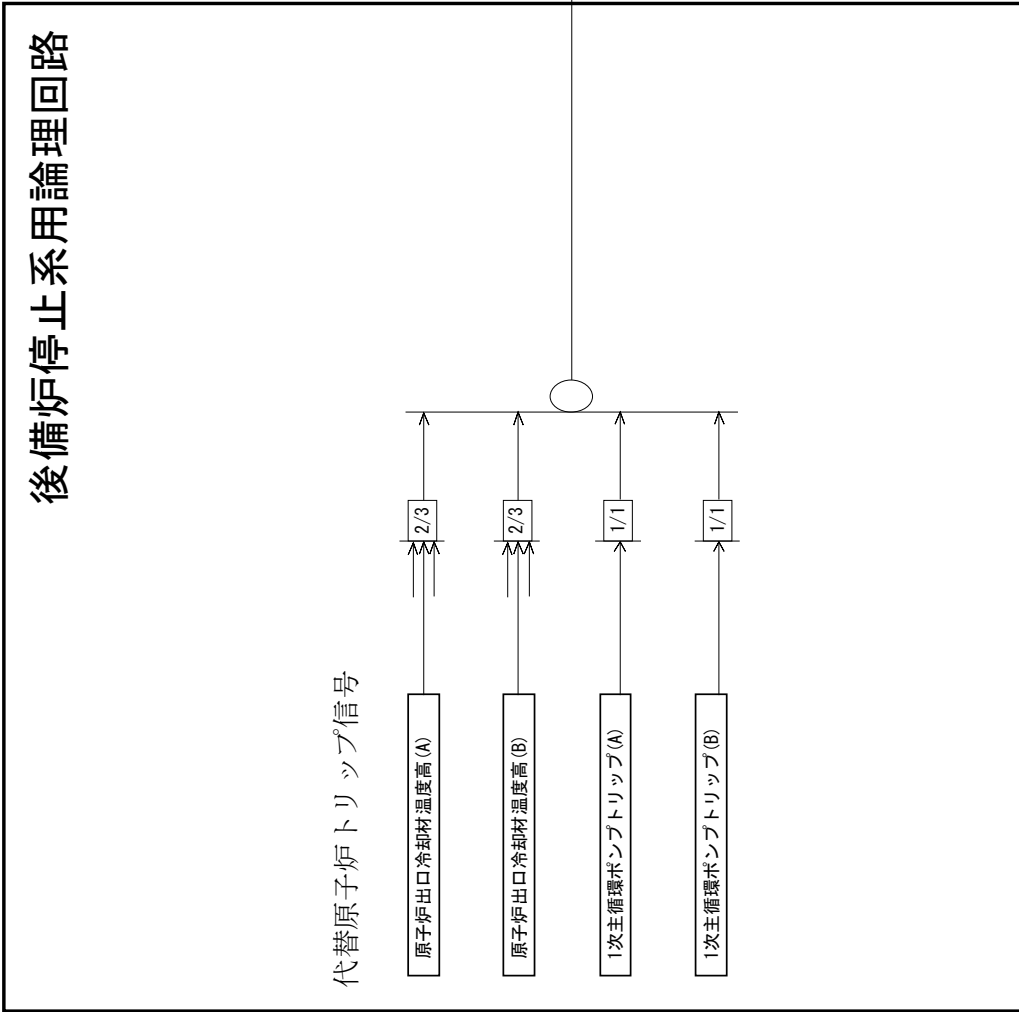 後備炉停止系用論理回路
代替原子炉トリップ信号
原子炉出口冷却材温度高(A)
2/3
原子炉出口冷却材温度高(B)
2/3
1次主循環ポンプトリップ(A)
1/1
1次主循環ポンプトリップ(B)
1/1